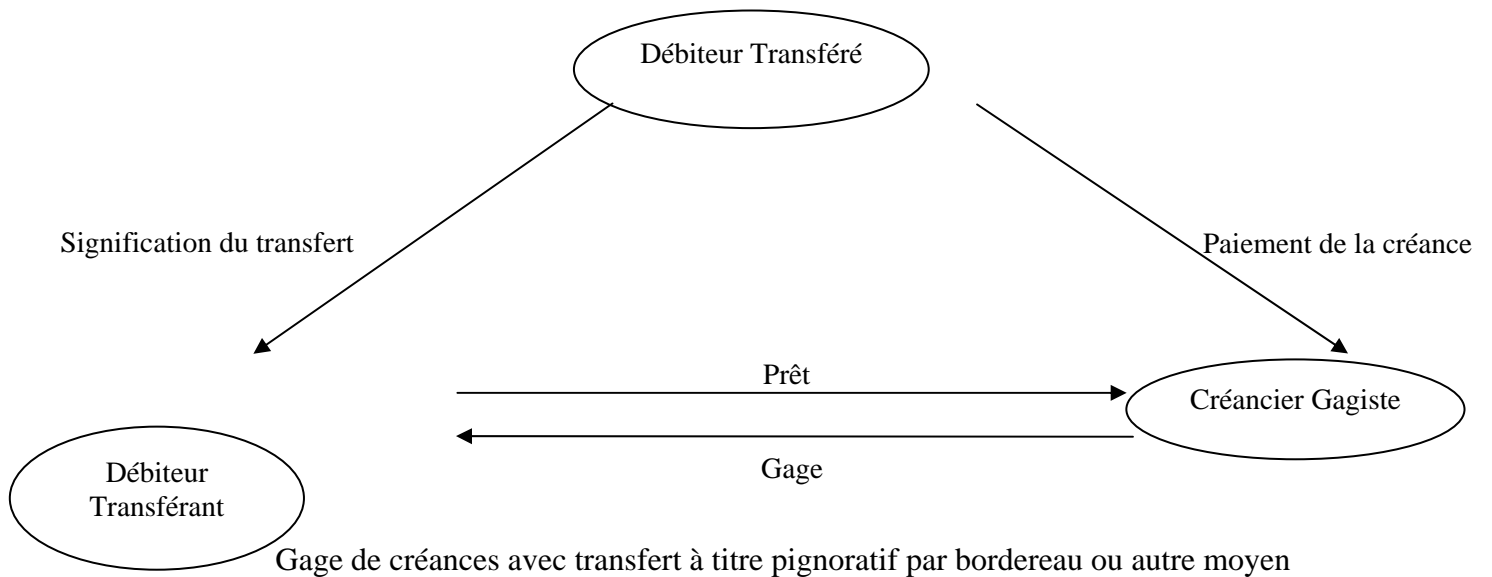 Débiteur Transféré
Signification du transfert
Paiement de la créance
Prêt
Créancier Gagiste
Gage
Débiteur
Transférant
Gage de créances avec transfert à titre pignoratif par bordereau ou autre moyen